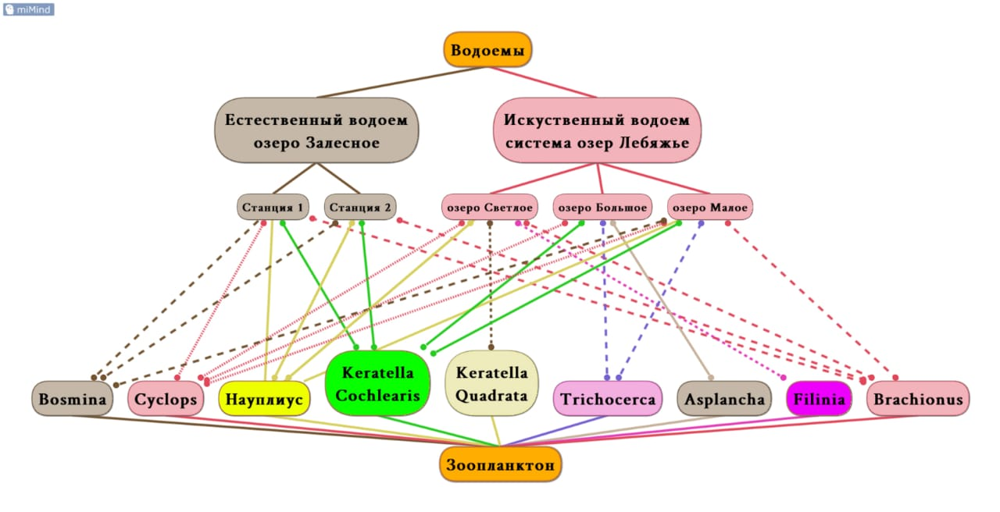 miMind
Водоемы
Естественный водоем
озеро Залесное
Искуственный водоем
система озер Лебяжье
Станция 1
Станция 2
озеро Светлое
озеро Большое
озеро Малое
Bosmina
Cyclops
Науплиус
Keratella
Cochlearis
Keratella
Quadrata
Trichocerca
Asplancha
Filinia
Brachionus
Зоопланктон